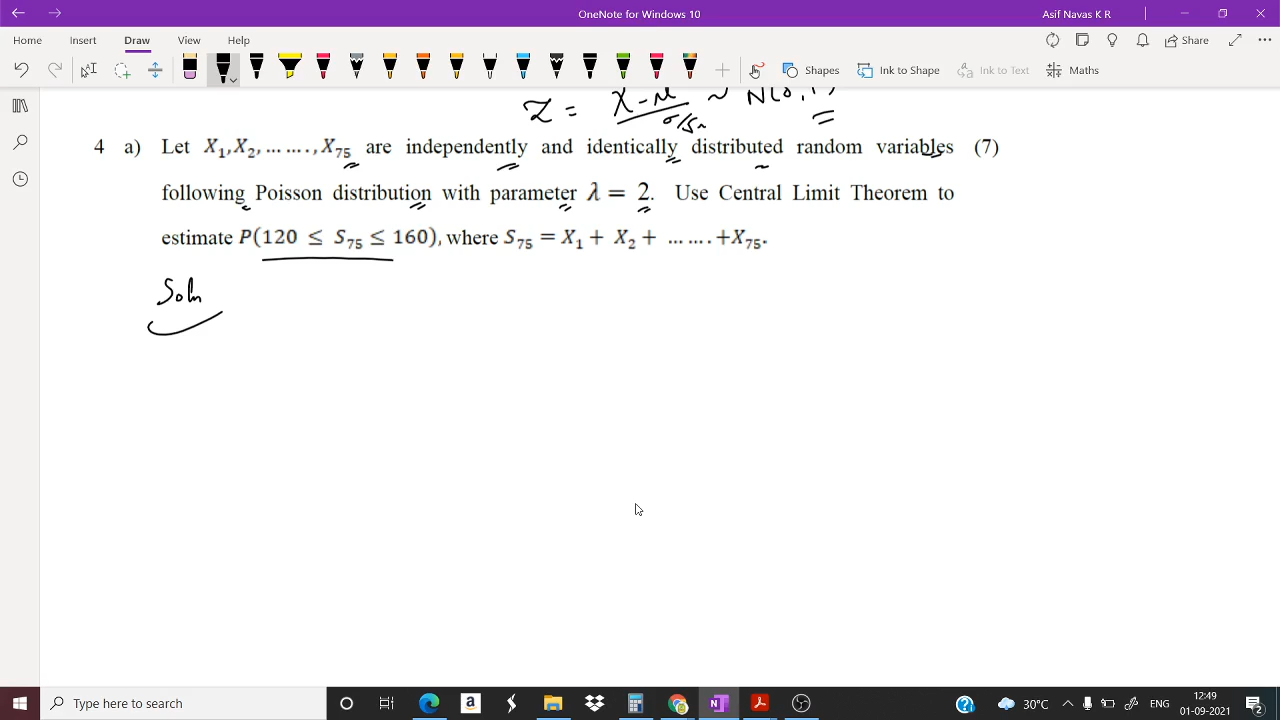 OneNote for Windows 10
Asif Navas K R
Home Insert Draw View Help
Share
Shapes Ink to Shape Ink to Text Maths
Z = X - μ / σ/√n ~ N(0, 1)
4 a) Let X₁, X₂, ... ... ., X₇₅ are independently and identically distributed random variables (7)
following Poisson distribution with parameter λ = 2. Use Central Limit Theorem to
estimate P(120 ≤ S₇₅ ≤ 160), where S₇₅ = X₁ + X₂ + ... ... . +X₇₅.
Soln
Type here to search
30°C ENG 12:49
01-09-2021
2